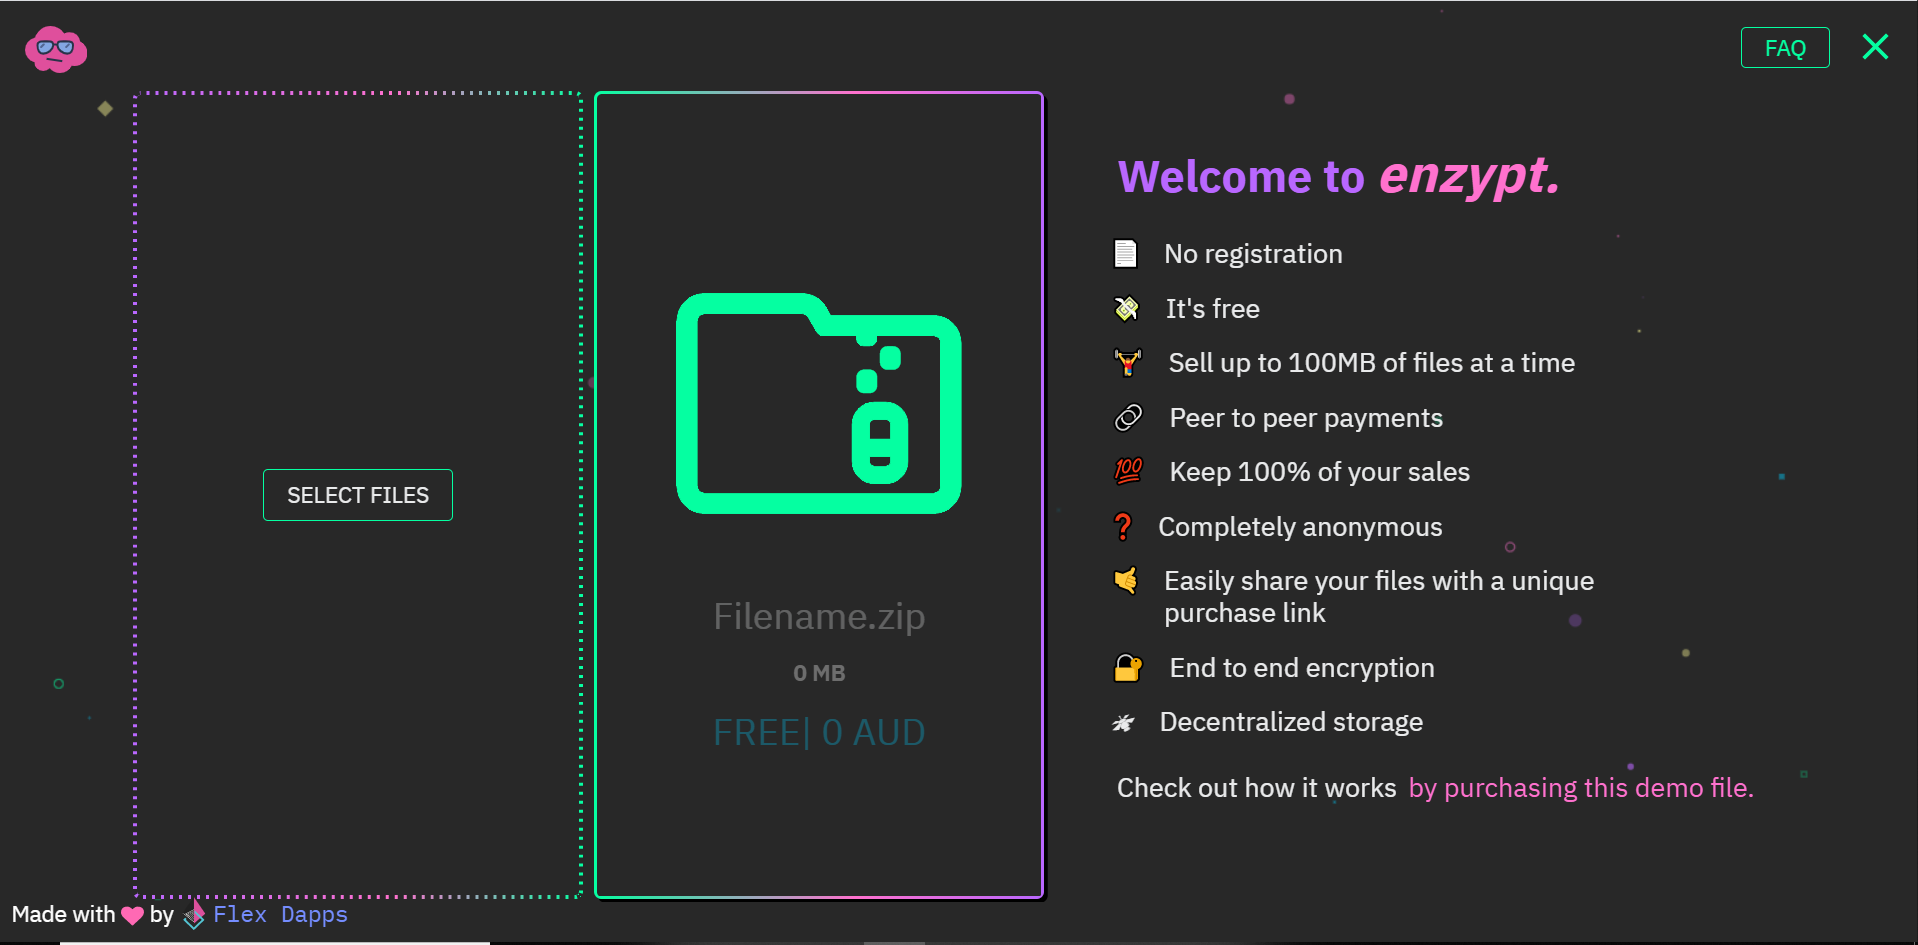 FAQ
SELECT FILES
Filename.zip
0 MB
FREE| 0 AUD
Welcome to enzypt.
No registration
It's free
Sell up to 100MB of files at a time
Peer to peer payments
100 Keep 100% of your sales
Completely anonymous
Easily share your files with a unique
purchase link
End to end encryption
Decentralized storage
Check out how it works by purchasing this demo file.
Made with by Flex Dapps